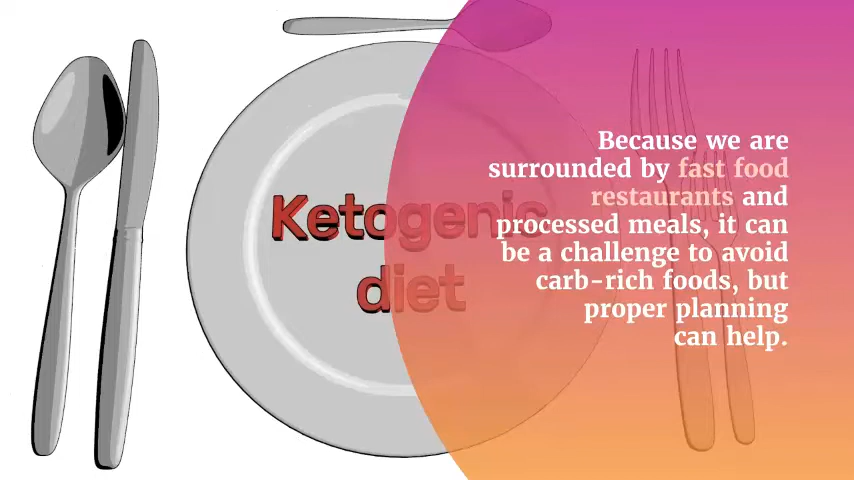 Ketogenic
diet
Because we are
surrounded by fast food
restaurants and
processed meals, it can
be a challenge to avoid
carb-rich foods, but
proper planning
can help.